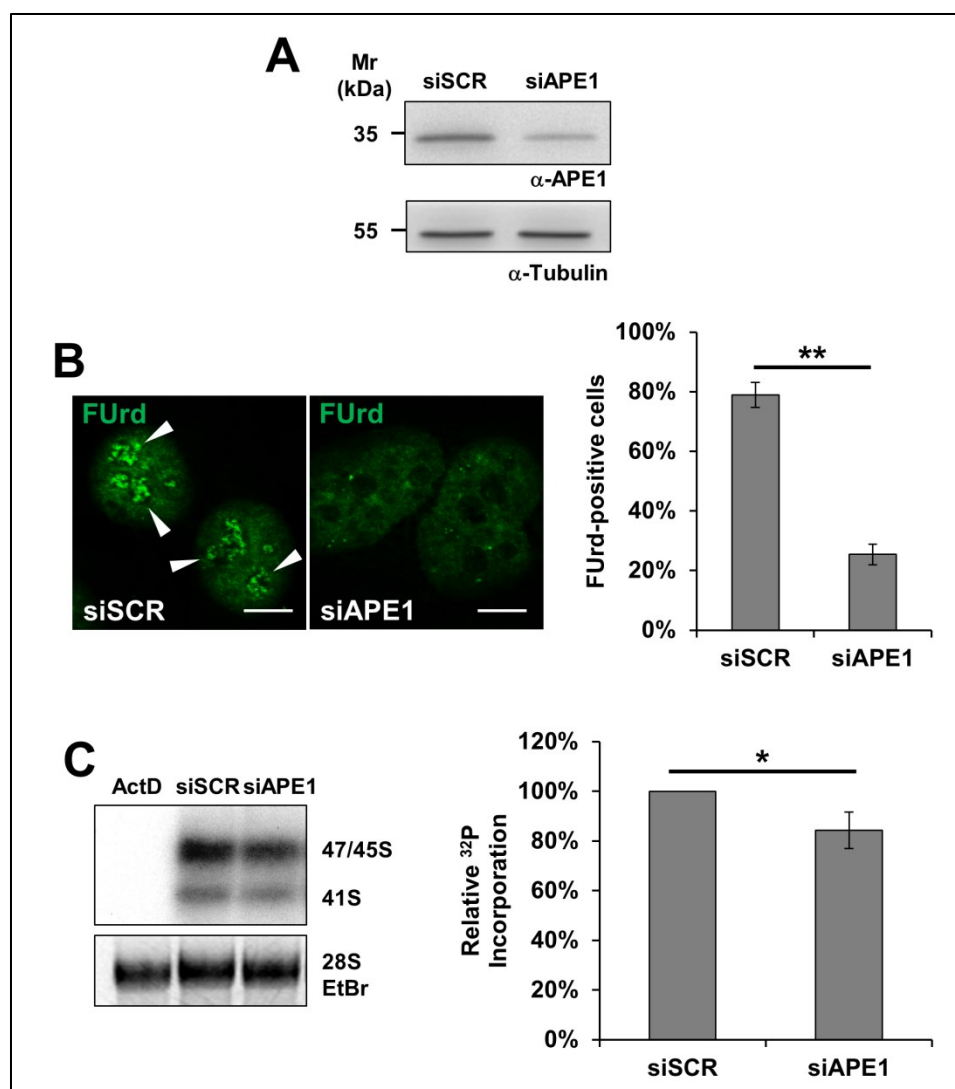 A
Mr
(kDa)
siSCR siAPE1
35
α-APE1
55
α-Tubulin
B
FUrd FUrd
siSCR siAPE1
100%
80%
60%
40%
20%
0%
FUrd-positive cells
**
siSCR siAPE1
C
ActD siSCR siAPE1
47/45S
41S
28S
EtBr
120%
100%
80%
60%
40%
20%
0%
Relative ³²P
Incorporation
*
siSCR siAPE1